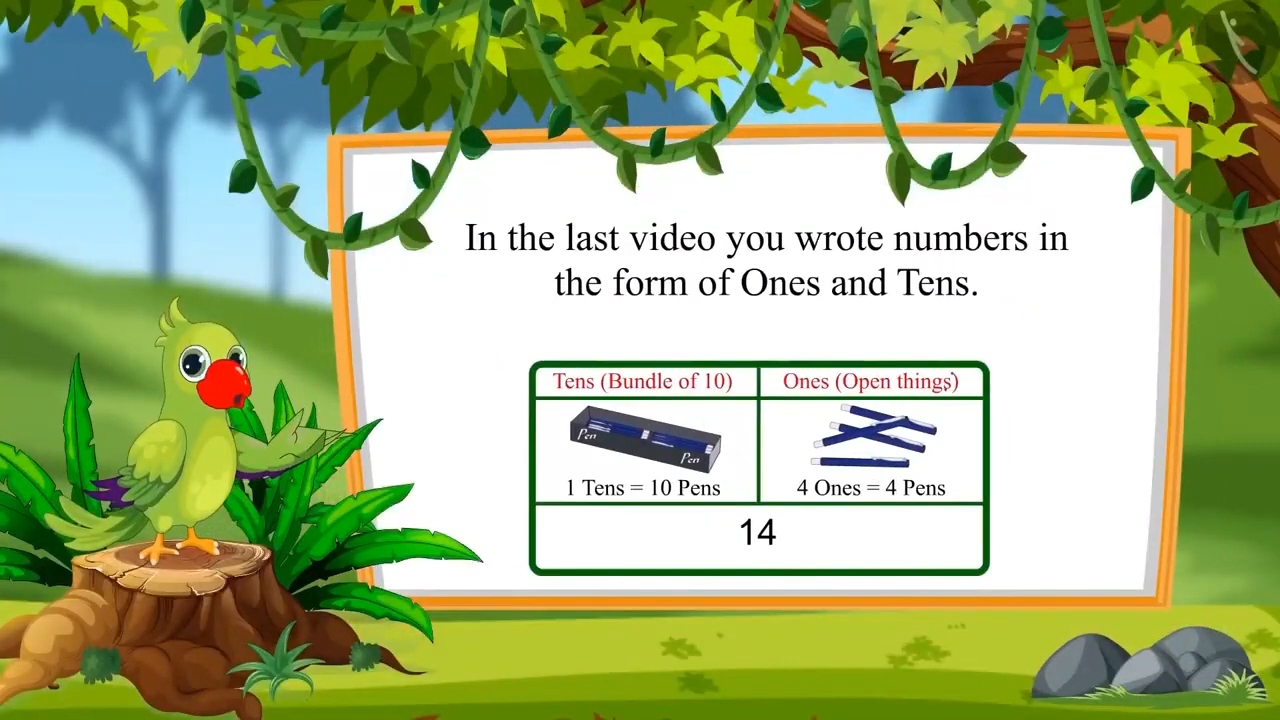 In the last video you wrote numbers in
the form of Ones and Tens.
Tens (Bundle of 10)
Ones (Open things)
Pen
Pen
1 Tens = 10 Pens
4 Ones = 4 Pens
14